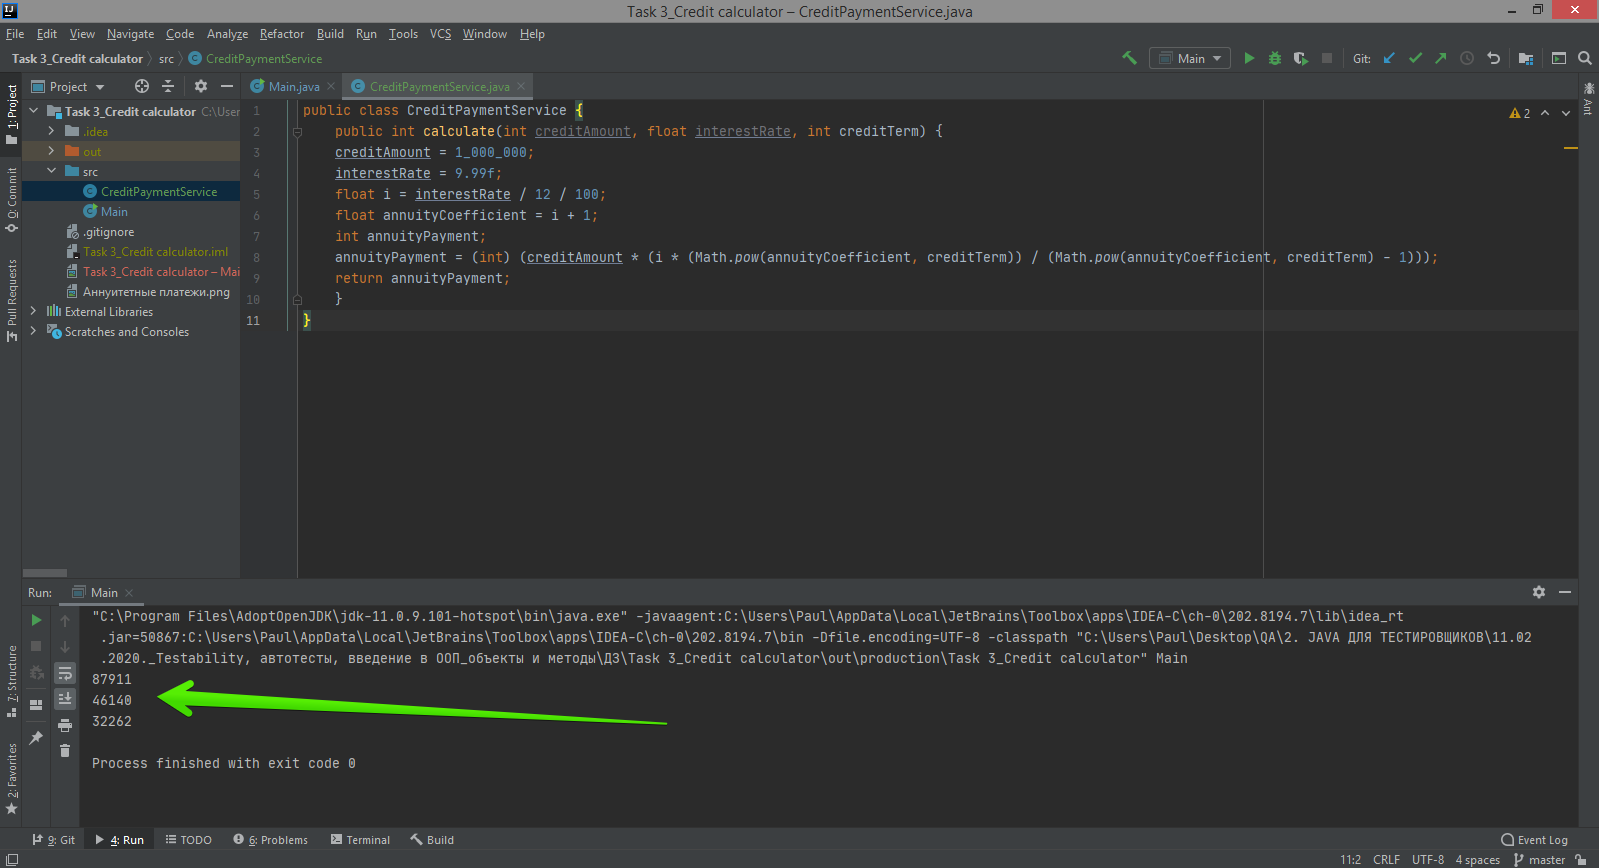 Task 3_Credit calculator – CreditPaymentService.java
File Edit View Navigate Code Analyze Refactor Build Run Tools VCS Window Help
Task 3_Credit calculator src CreditPaymentService
Main Git:
1: Project
0: Commit
Pull Requests
7: Structure
2: Favorites
Ant
Project
Task 3_Credit calculator C:\User
.idea
out
src
CreditPaymentService
Main
.gitignore
Task 3_Credit calculator.iml
Task 3_Credit calculator – Mai
Аннуитетные платежи.png
External Libraries
Scratches and Consoles
Main.java CreditPaymentService.java
2
1 public class CreditPaymentService {
2 public int calculate(int creditAmount, float interestRate, int creditTerm) {
3 creditAmount = 1_000_000;
4 interestRate = 9.99f;
5 float i = interestRate / 12 / 100;
6 float annuityCoefficient = i + 1;
7 int annuityPayment;
8 annuityPayment = (int) (creditAmount * (i * (Math.pow(annuityCoefficient, creditTerm)) / (Math.pow(annuityCoefficient, creditTerm) - 1)));
9 return annuityPayment;
10 }
11 }
Run: Main
"C:\Program Files\AdoptOpenJDK\jdk-11.0.9.101-hotspot\bin\java.exe" -javaagent:C:\Users\Paul\AppData\Local\JetBrains\Toolbox\apps\IDEA-C\ch-0\202.8194.7\lib\idea_rt
.jar=50867:C:\Users\Paul\AppData\Local\JetBrains\Toolbox\apps\IDEA-C\ch-0\202.8194.7\bin -Dfile.encoding=UTF-8 -classpath "C:\Users\Paul\Desktop\QA\2. JAVA ДЛЯ ТЕСТИРОВЩИКОВ\11.02
.2020._Testability, автотесты, введение в ООП_объекты и методы\ДЗ\Task 3_Credit calculator\out\production\Task 3_Credit calculator" Main
87911
46140
32262
Process finished with exit code 0
9: Git 4: Run TODO 6: Problems Terminal Build Event Log
11:2 CRLF UTF-8 4 spaces master